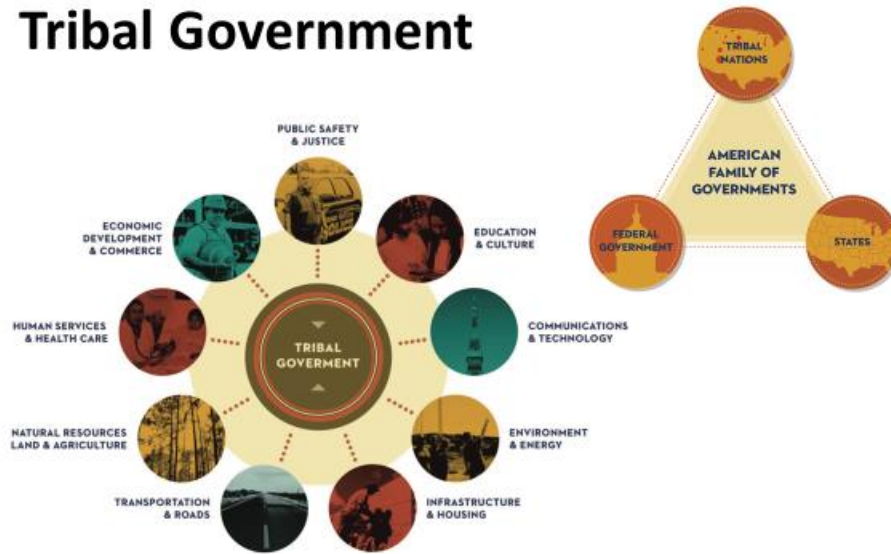 Tribal Government
TRIBAL
NATIONS
AMERICAN
FAMILY OF
GOVERNMENTS
FEDERAL
GOVERNMENT
STATES
PUBLIC SAFETY
& JUSTICE
EDUCATION
& CULTURE
COMMUNICATIONS
& TECHNOLOGY
ENVIRONMENT
& ENERGY
INFRASTRUCTURE
& HOUSING
TRANSPORTATION
& ROADS
NATURAL RESOURCES
LAND & AGRICULTURE
HUMAN SERVICES
& HEALTH CARE
ECONOMIC
DEVELOPMENT
& COMMERCE
TRIBAL
GOVERMENT